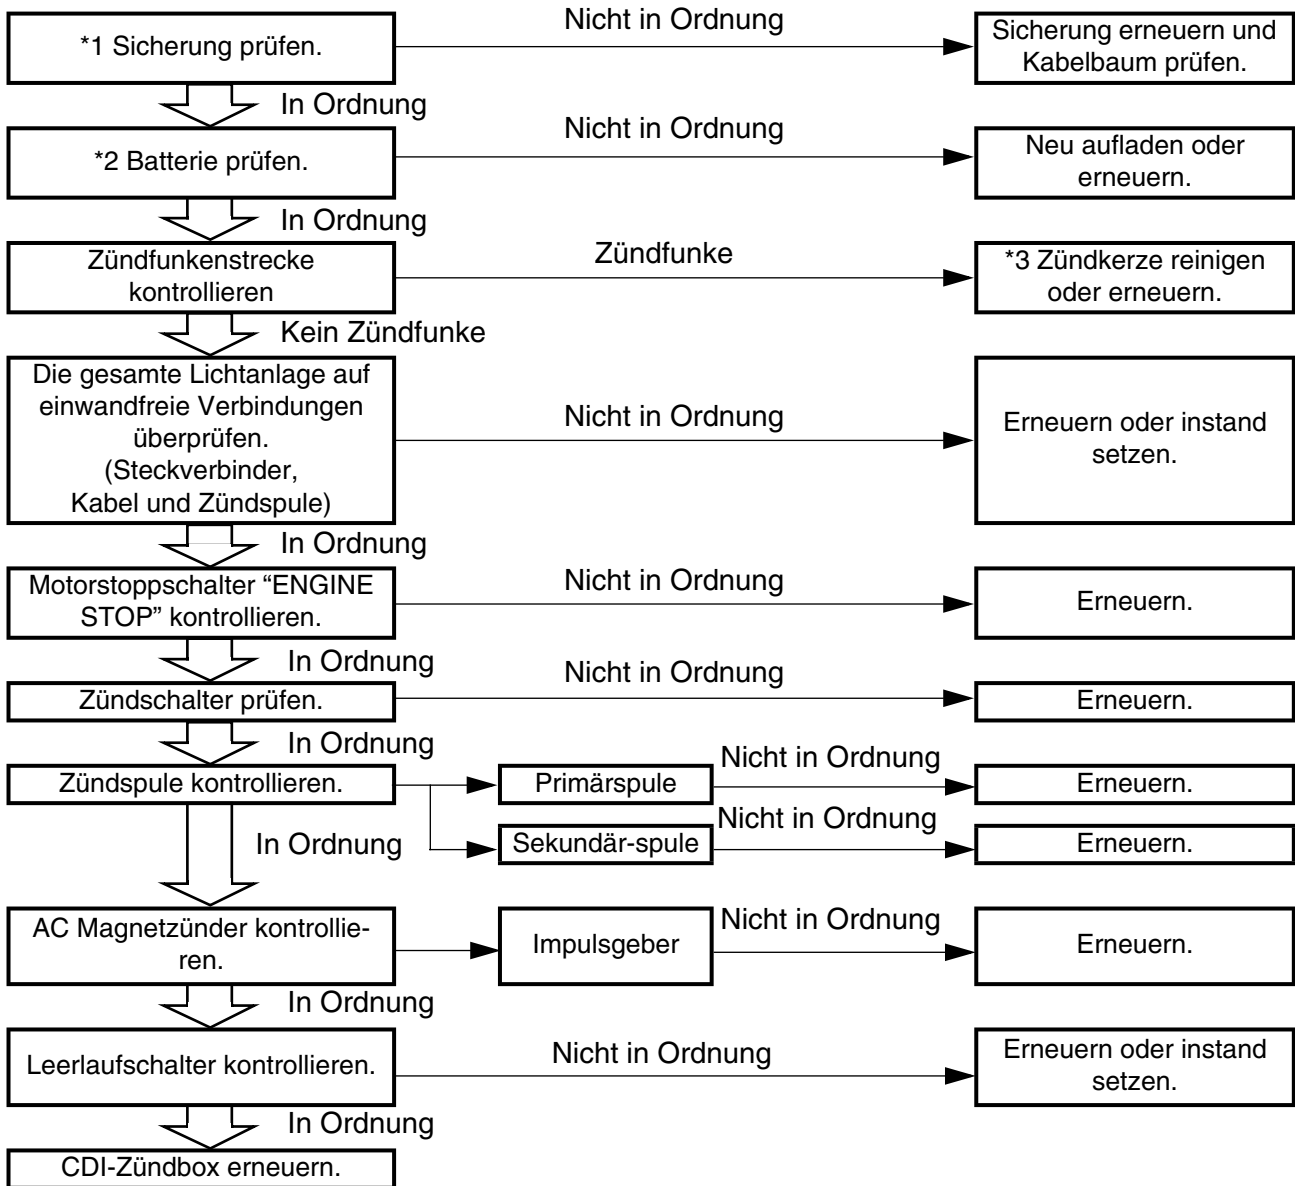 *1 Sicherung prüfen.
Nicht in Ordnung
Sicherung erneuern und
Kabelbaum prüfen.
In Ordnung
*2 Batterie prüfen.
Nicht in Ordnung
Neu aufladen oder
erneuern.
In Ordnung
Zündfunkenstrecke
kontrollieren
Zündfunke
*3 Zündkerze reinigen
oder erneuern.
Kein Zündfunke
Die gesamte Lichtanlage auf
einwandfreie Verbindungen
überprüfen.
(Steckverbinder,
Kabel und Zündspule)
Nicht in Ordnung
Erneuern oder instand
setzen.
In Ordnung
Motorstoppschalter “ENGINE
STOP” kontrollieren.
Nicht in Ordnung
Erneuern.
In Ordnung
Zündschalter prüfen.
Nicht in Ordnung
Erneuern.
In Ordnung
Zündspule kontrollieren.
Primärspule
Nicht in Ordnung
Erneuern.
Sekundär-spule
Nicht in Ordnung
Erneuern.
In Ordnung
AC Magnetzünder kontrollie-
ren.
Impulsgeber
Nicht in Ordnung
Erneuern.
In Ordnung
Leerlaufschalter kontrollieren.
Nicht in Ordnung
Erneuern oder instand
setzen.
In Ordnung
CDI-Zündbox erneuern.